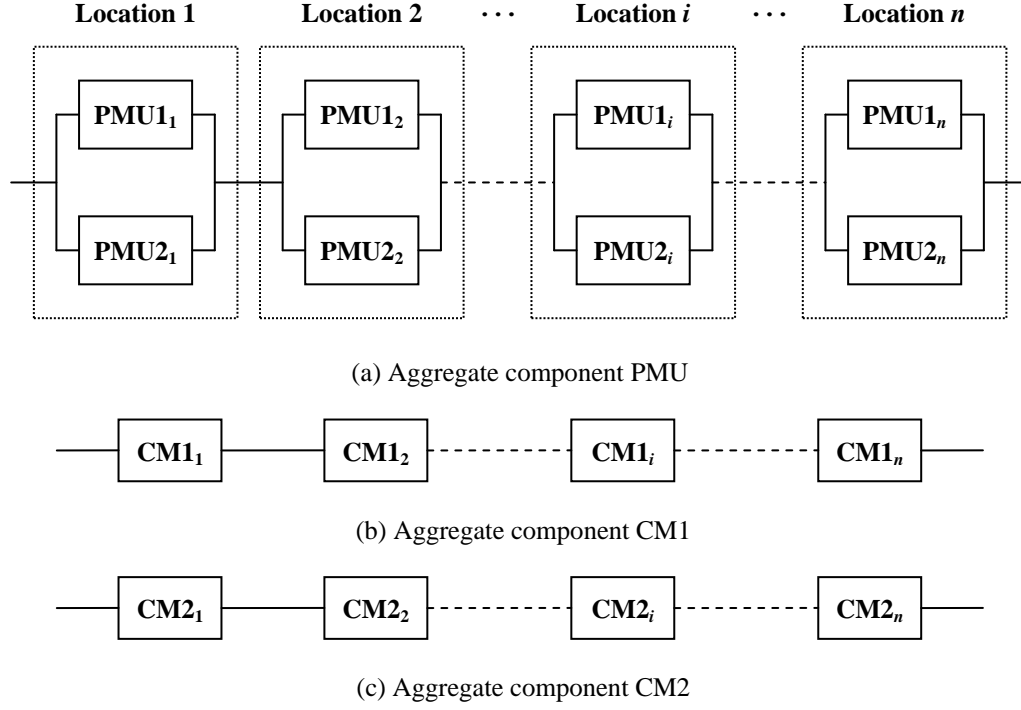 Location 1 Location 2 · · · Location i · · · Location n
PMU1₁ PMU1₂ PMU1ᵢ PMU1ₙ
PMU2₁ PMU2₂ PMU2ᵢ PMU2ₙ
(a) Aggregate component PMU
CM1₁ CM1₂ CM1ᵢ CM1ₙ
(b) Aggregate component CM1
CM2₁ CM2₂ CM2ᵢ CM2ₙ
(c) Aggregate component CM2